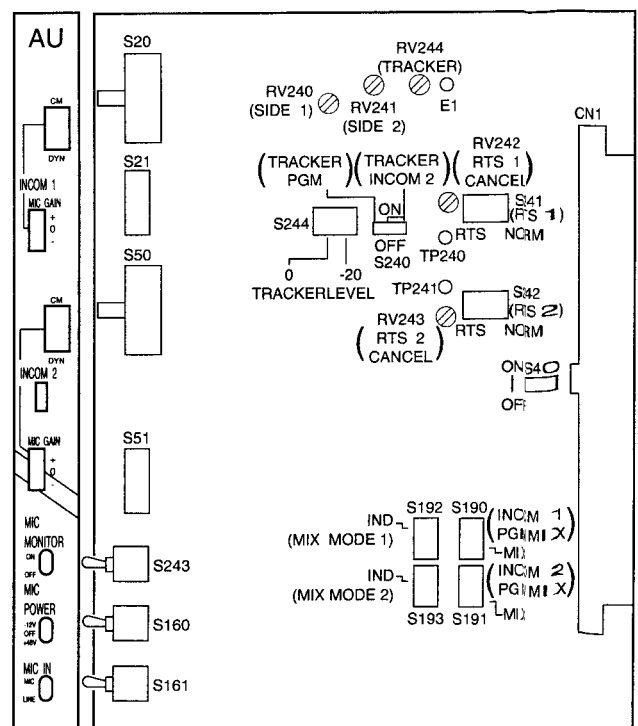 AU
CM
DYN
INCOM 1
MIC GAIN
+
0
-
CM
DYN
INCOM 2
MIC GAIN
+
0
-
MIC
MONITOR
ON
OFF
MIC
POWER
-12V
OFF
+48V
MIC IN
MIC
LINE
S20
S21
S50
S51
S243
S160
S161
RV244
(TRACKER)
RV240
(SIDE 1)
RV241
(SIDE 2)
E1
CN1
(TRACKER
PGM)
(TRACKER
INCOM 2)
RV242
(RTS 1
CANCEL)
S244
ON
OFF
S240
0
-20
TRACKERLEVEL
S241
(RTS 1)
RTS
NORM
TP240
TP241
S242
(RTS 2)
RTS
NORM
RV243
(RTS 2
CANCEL)
ON
S40
OFF
S192
S190
IND
(MIX MODE 1)
(INCOM 1
PGM MIX)
MIX
IND
(MIX MODE 2)
(INCOM 2
PGM MIX)
MIX
S193
S191